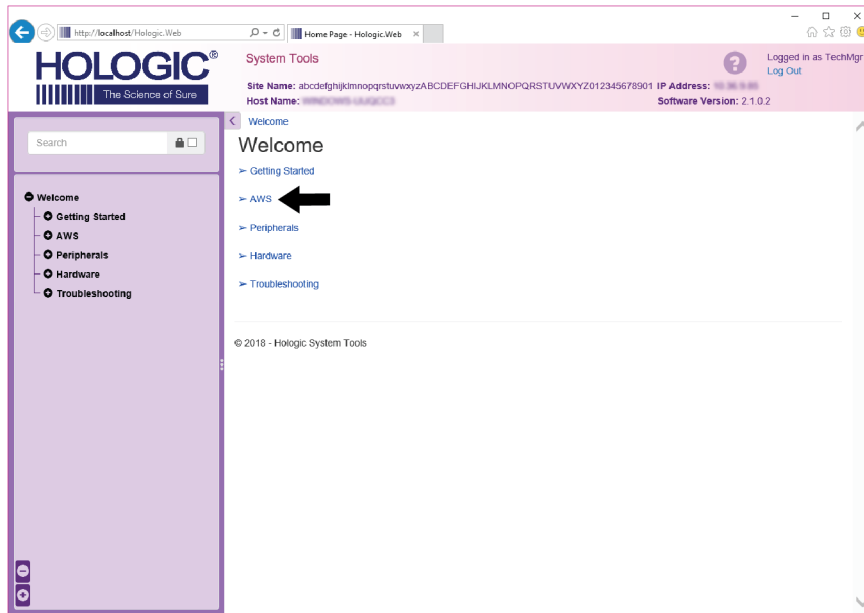 http://localhost/Hologic.Web
Home Page - Hologic.Web
HOLOGIC®
The Science of Sure
System Tools
Logged in as TechMgr
Log Out
Site Name: abcdefghijklmnopqrstuvwxyzABCDEFGHIJKLMNOPQRSTUVWXYZ012345678901 IP Address:
Host Name:
Software Version: 2.1.0.2
Search
Welcome
Getting Started
AWS
Peripherals
Hardware
Troubleshooting
Welcome
Welcome
➢ Getting Started
➢ AWS
➢ Peripherals
➢ Hardware
➢ Troubleshooting
© 2018 - Hologic System Tools